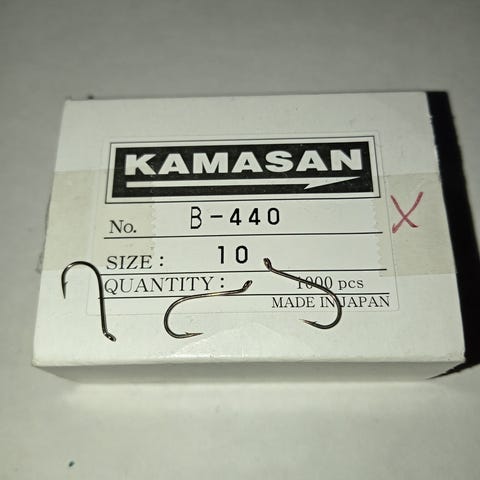 KAMASAN
No. B-440
SIZE: 10
QUANTITY: 1000 pcs
MADE IN JAPAN
X